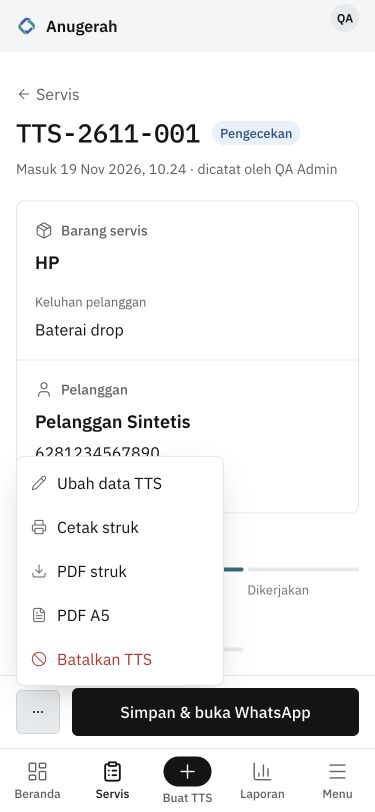 Anugerah
QA
← Servis
TTS-2611-001 Pengecekan
Masuk 19 Nov 2026, 10.24 · dicatat oleh QA Admin
Barang servis
HP
Keluhan pelanggan
Baterai drop
Pelanggan
Pelanggan Sintetis
6281234567890
Ubah data TTS
Cetak struk
PDF struk
PDF A5
Batalkan TTS
Dikerjakan
...
Simpan & buka WhatsApp
Beranda
Servis
Buat TTS
Laporan
Menu